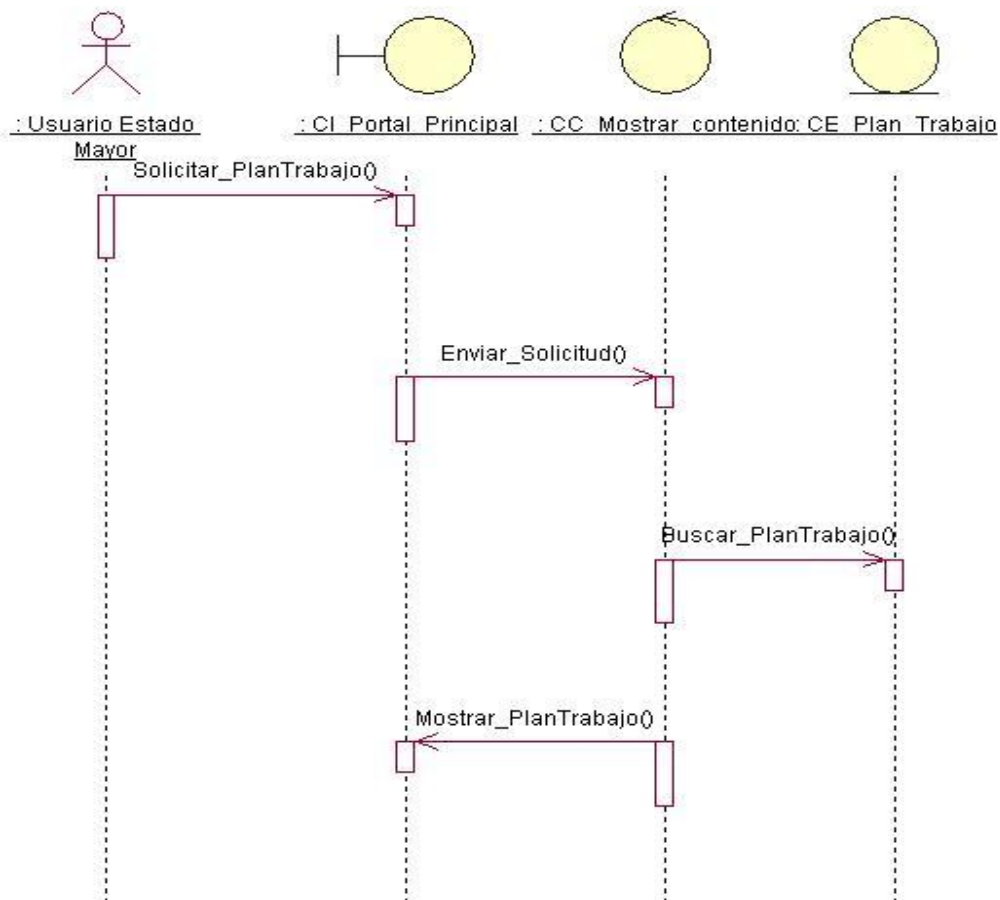 : Usuario Estado
Mayor
: CI_Portal_Principal
: CC_Mostrar_contenido
: CE_Plan_Trabajo
Solicitar_PlanTrabajo()
Enviar_Solicitud()
Buscar_PlanTrabajo()
Mostrar_PlanTrabajo()